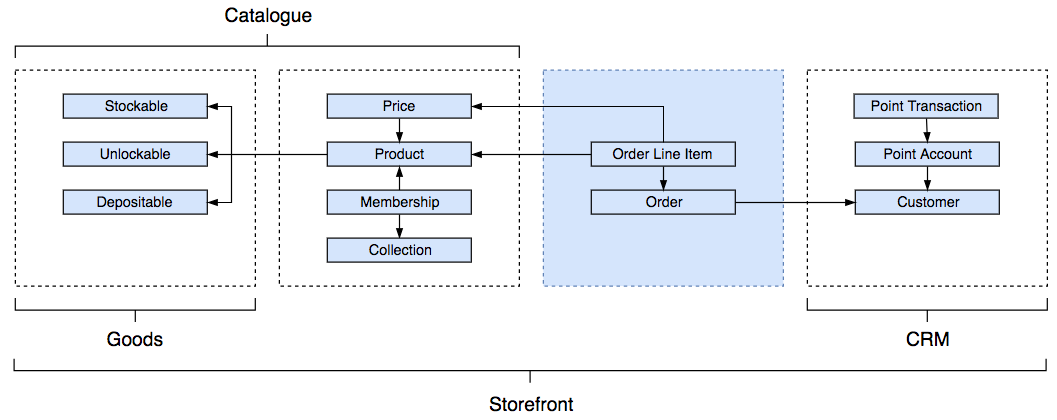 Catalogue
Stockable
Price
Point Transaction
Unlockable
Product
Order Line Item
Point Account
Depositable
Membership
Order
Customer
Collection
Goods
CRM
Storefront